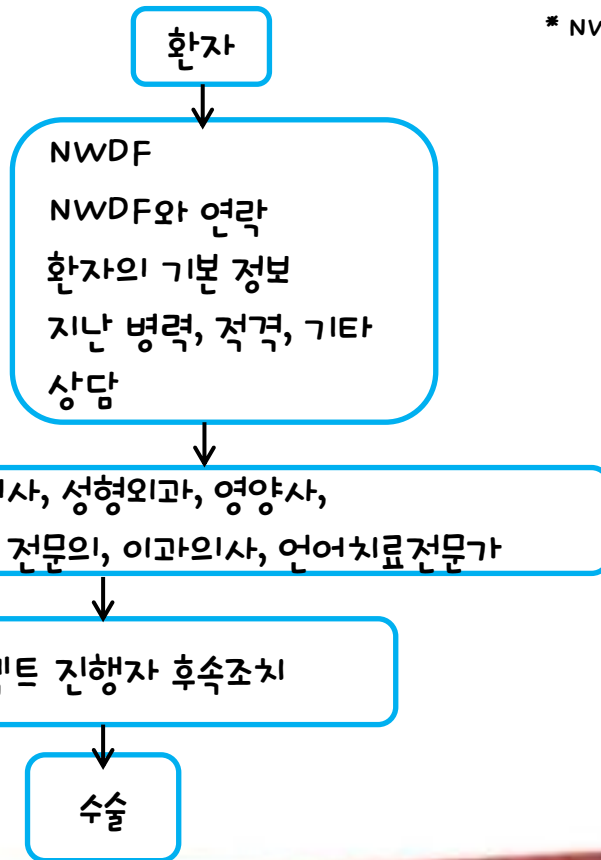 환자
* NW
NWDF
NWDF와 연락
환자의 기본 정보
지난 병력, 적격, 기타
상담
의사, 성형외과, 영양사,
전문의, 이과의사, 언어치료전문가
진행자 후속조치
수술